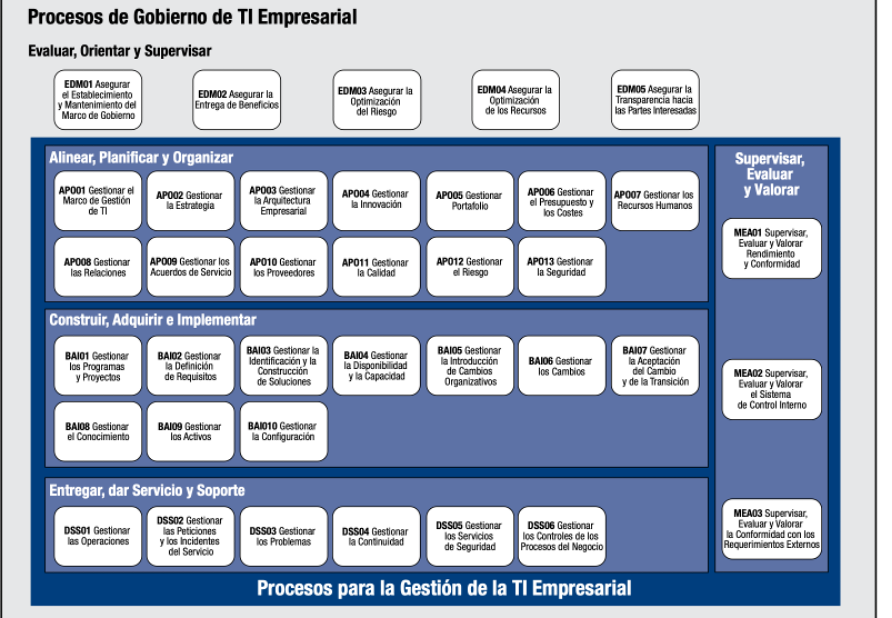 Procesos de Gobierno de TI Empresarial
Evaluar, Orientar y Supervisar
EDM01 Asegurar
el Establecimiento
y Mantenimiento del
Marco de Gobierno
EDM02 Asegurar la
Entrega de Beneficios
EDM03 Asegurar la
Optimización
del Riesgo
EDM04 Asegurar la
Optimización
de los Recursos
EDM05 Asegurar la
Transparencia hacia
las Partes Interesadas
Alinear, Planificar y Organizar
APO01 Gestionar el
Marco de Gestión
de TI
APO02 Gestionar
la Estrategia
APO03 Gestionar
la Arquitectura
Empresarial
APO04 Gestionar
la Innovación
APO05 Gestionar
Portafolio
APO06 Gestionar
el Presupuesto y
los Costes
APO07 Gestionar los
Recursos Humanos
APO08 Gestionar
las Relaciones
APO09 Gestionar los
Acuerdos de Servicio
APO10 Gestionar
los Proveedores
APO11 Gestionar
la Calidad
APO12 Gestionar
el Riesgo
APO13 Gestionar
la Seguridad
Construir, Adquirir e Implementar
BAI01 Gestionar
los Programas
y Proyectos
BAI02 Gestionar
la Definición
de Requisitos
BAI03 Gestionar la
Identificación y la
Construcción
de Soluciones
BAI04 Gestionar
la Disponibilidad
y la Capacidad
BAI05 Gestionar
la Introducción
de Cambios
Organizativos
BAI06 Gestionar
los Cambios
BAI07 Gestionar
la Aceptación
del Cambio
y de la Transición
BAI08 Gestionar
el Conocimiento
BAI09 Gestionar
los Activos
BAI010 Gestionar
la Configuración
Entregar, dar Servicio y Soporte
DSS01 Gestionar
las Operaciones
DSS02 Gestionar
las Peticiones
y los Incidentes
del Servicio
DSS03 Gestionar
los Problemas
DSS04 Gestionar
la Continuidad
DSS05 Gestionar
los Servicios
de Seguridad
DSS06 Gestionar
los Controles de los
Procesos del Negocio
Supervisar,
Evaluar
y Valorar
MEA01 Supervisar,
Evaluar y Valorar
Rendimiento
y Conformidad
MEA02 Supervisar,
Evaluar y Valorar
el Sistema
de Control Interno
MEA03 Supervisar,
Evaluar y Valorar
la Conformidad con los
Requerimientos Externos
Procesos para la Gestión de la TI Empresarial